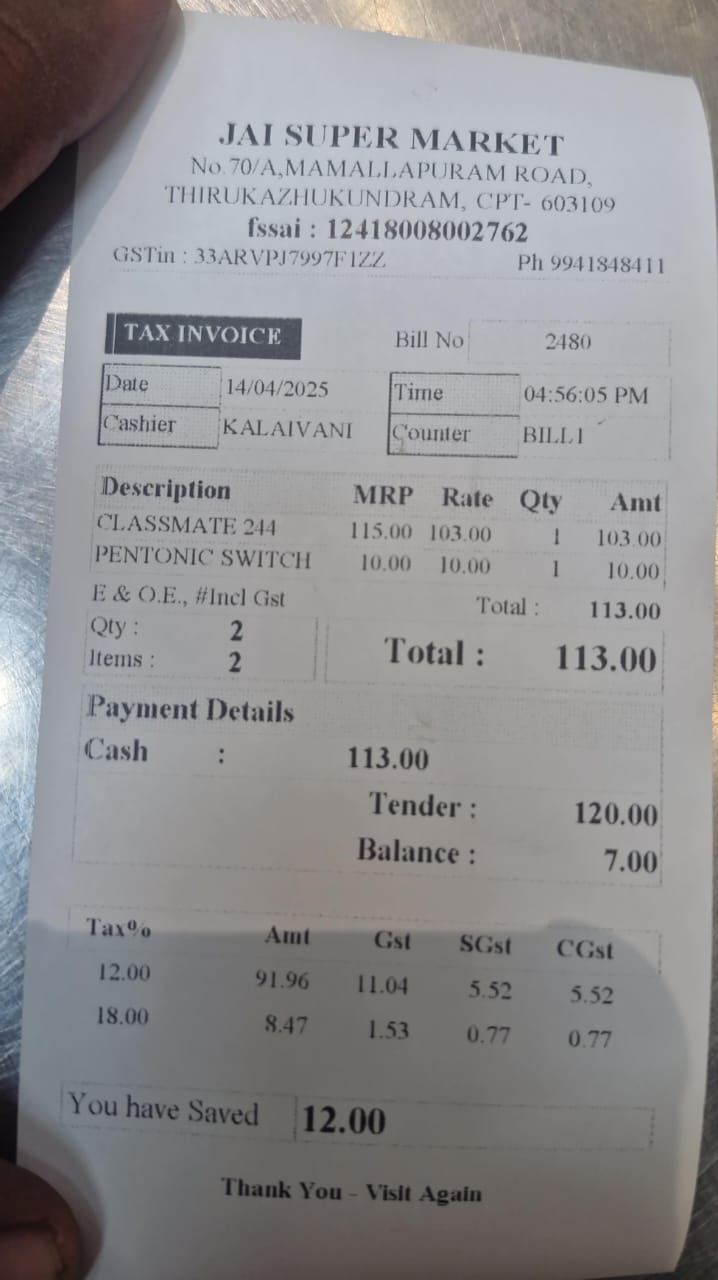 JAI SUPER MARKET
No.70/A,MAMALLAPURAM ROAD,
THIRUKAZHUKUNDRAM, CPT- 603109
fssai : 12418008002762
GSTin : 33ARVPJ7997F1ZZ Ph 9941848411
TAX INVOICE Bill No 2480
Date 14/04/2025 Time 04:56:05 PM
Cashier KALAIVANI Counter BILL1
Description MRP Rate Qty Amt
CLASSMATE 244 115.00 103.00 1 103.00
PENTONIC SWITCH 10.00 10.00 1 10.00
E & O.E., #Incl Gst Total : 113.00
Qty : 2
Items : 2 Total : 113.00
Payment Details
Cash : 113.00
Tender : 120.00
Balance : 7.00
Tax% Amt Gst SGst CGst
12.00 91.96 11.04 5.52 5.52
18.00 8.47 1.53 0.77 0.77
You have Saved 12.00
Thank You - Visit Again